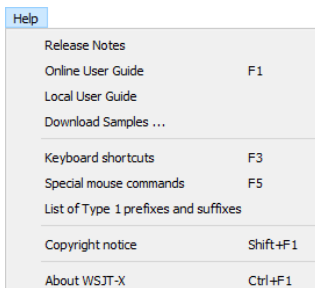 Help
Release Notes
Online User Guide F1
Local User Guide
Download Samples ...
Keyboard shortcuts F3
Special mouse commands F5
List of Type 1 prefixes and suffixes
Copyright notice Shift+F1
About WSJT-X Ctrl+F1